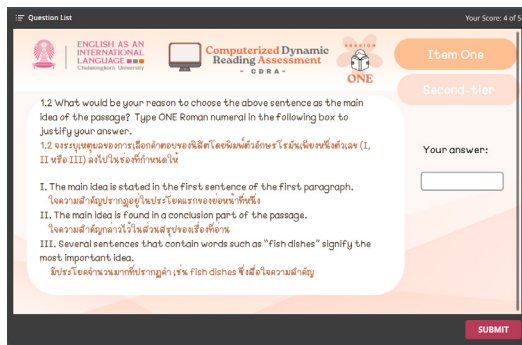 Question List
Your Score: 4 of 5
ENGLISH AS AN
INTERNATIONAL
LANGUAGE
Chulalongkorn University
Computerized Dynamic
Reading Assessment
- CDRA-
SESSION
ONE
Item One
Second-tier
1.2 What would be your reason to choose the above sentence as the main
idea of the passage? Type ONE Roman numeral in the following box to
justify your answer.
1.2 จงระบุเหตุผลของการเลือกคำตอบของนิสิตโดยพิมพ์ตัวอักษรโรมันเพียงหนึ่งตัวเลข (I,
II หรือ III) ลงไปในช่องที่กำหนดให้
Your answer:
I. The main idea is stated in the first sentence of the first paragraph.
ใจความสำคัญปรากฏอยู่ในประโยคแรกของย่อหน้าที่หนึ่ง
II. The main idea is found in a conclusion part of the passage.
ใจความสำคัญกล่าวไว้ในส่วนสรุปของเรื่องที่อ่าน
III. Several sentences that contain words such as "fish dishes" signify the
most important idea.
มีประโยคจำนวนมากที่ปรากฏคำ เช่น fish dishes ซึ่งสื่อใจความสำคัญ
SUBMIT